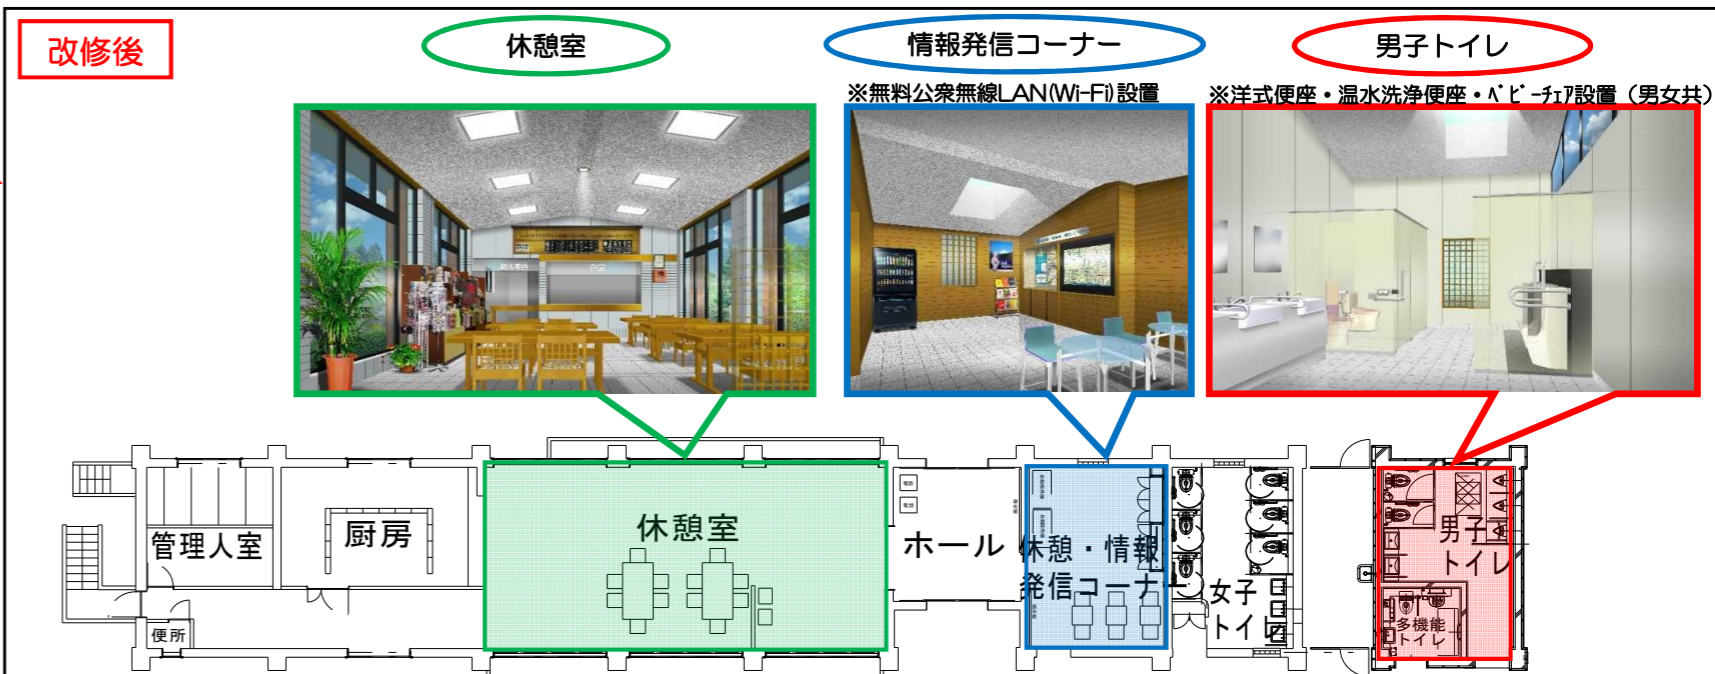 改修後
休憩室
情報発信コーナー
男子トイレ
※無料公衆無線LAN(Wi-Fi)設置
※洋式便座・温水洗浄便座・ﾍﾞﾋﾞｰﾁｪｱ設置（男女共）
管理人室
厨房
休憩室
ホール
休憩・情報
発信コーナー
女子
トイレ
男子
トイレ
多機能
トイレ
便所